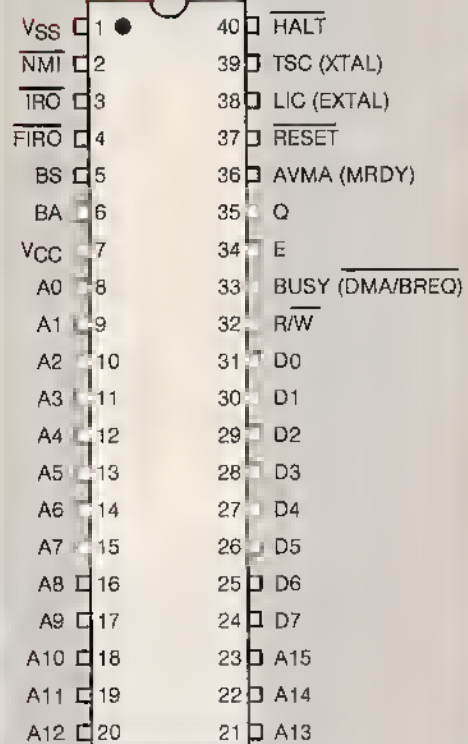 VSS 1 40 HALT
NMI 2 39 TSC (XTAL)
IRO 3 38 LIC (EXTAL)
FIRO 4 37 RESET
BS 5 36 AVMA (MRDY)
BA 6 35 Q
VCC 7 34 E
A0 8 33 BUSY (DMA/BREQ)
A1 9 32 R/W
A2 10 31 D0
A3 11 30 D1
A4 12 29 D2
A5 13 28 D3
A6 14 27 D4
A7 15 26 D5
A8 16 25 D6
A9 17 24 D7
A10 18 23 A15
A11 19 22 A14
A12 20 21 A13